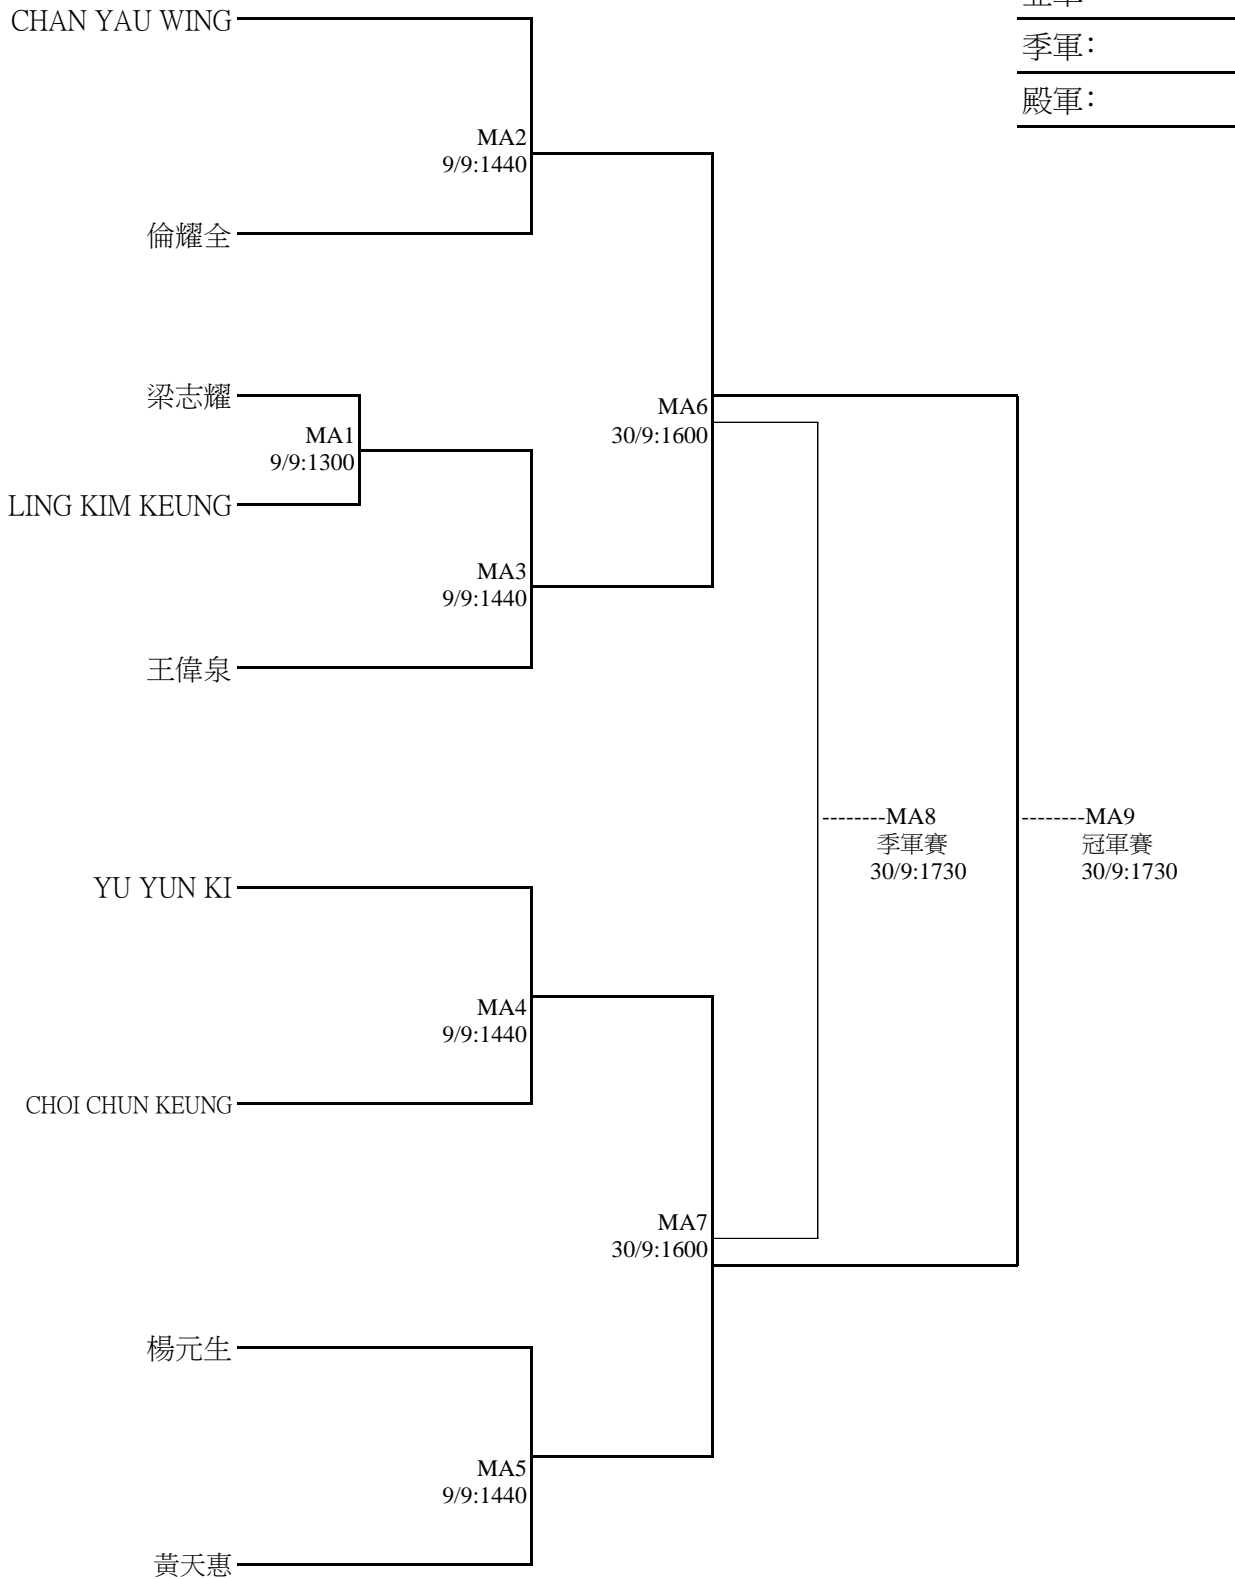 CHAN YAU WING
季軍:
殿軍:
MA2
9/9:1440
倫耀全
梁志耀
MA1
9/9:1300
LING KIM KEUNG
MA6
30/9:1600
MA3
9/9:1440
王偉泉
--------MA8
季軍賽
30/9:1730
--------MA9
冠軍賽
30/9:1730
YU YUN KI
MA4
9/9:1440
CHOI CHUN KEUNG
MA7
30/9:1600
楊元生
MA5
9/9:1440
黃天惠